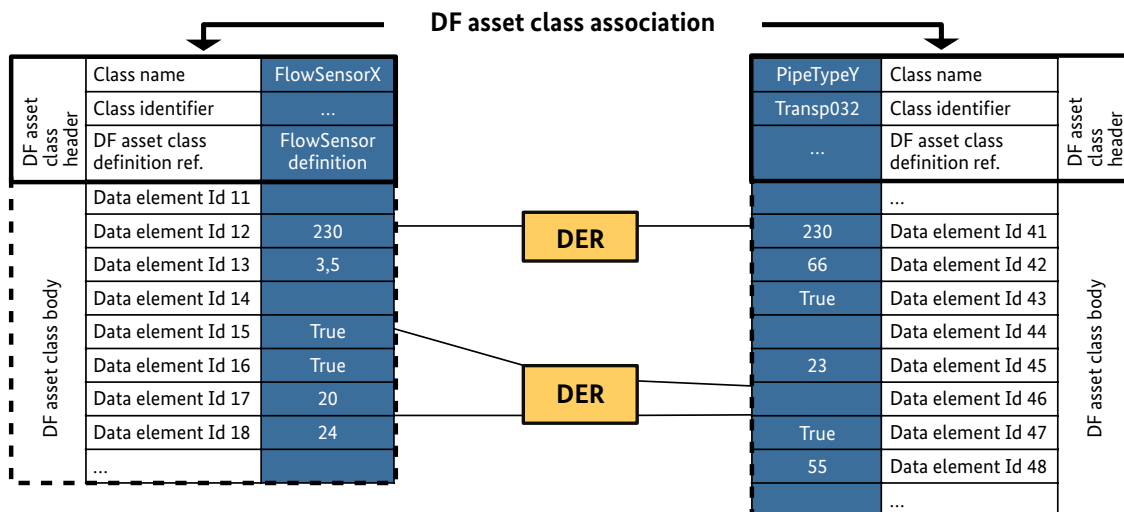 DF asset class association
DF asset
class
header
Class name FlowSensorX
Class identifier ...
DF asset class
definition ref.
FlowSensor
definition
DF asset class body
Data element Id 11
Data element Id 12 230
Data element Id 13 3,5
Data element Id 14
Data element Id 15 True
Data element Id 16 True
Data element Id 17 20
Data element Id 18 24
...
DER
DER
PipeTypeY Class name
Transp032 Class identifier
... DF asset class
definition ref.
DF asset
class
header
...
230 Data element Id 41
66 Data element Id 42
True Data element Id 43
Data element Id 44
23 Data element Id 45
Data element Id 46
True Data element Id 47
55 Data element Id 48
...
DF asset class body